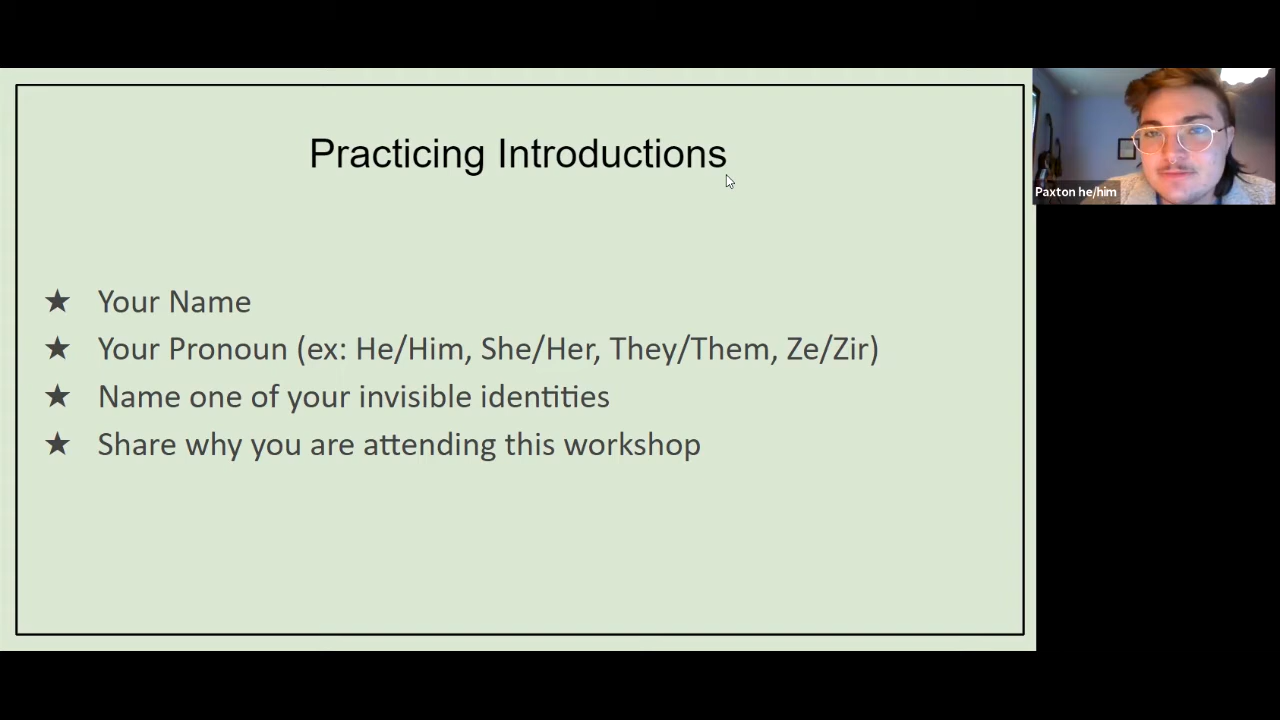 Practicing Introductions
★ Your Name
★ Your Pronoun (ex: He/Him, She/Her, They/Them, Ze/Zir)
★ Name one of your invisible identities
★ Share why you are attending this workshop
Paxton he/him